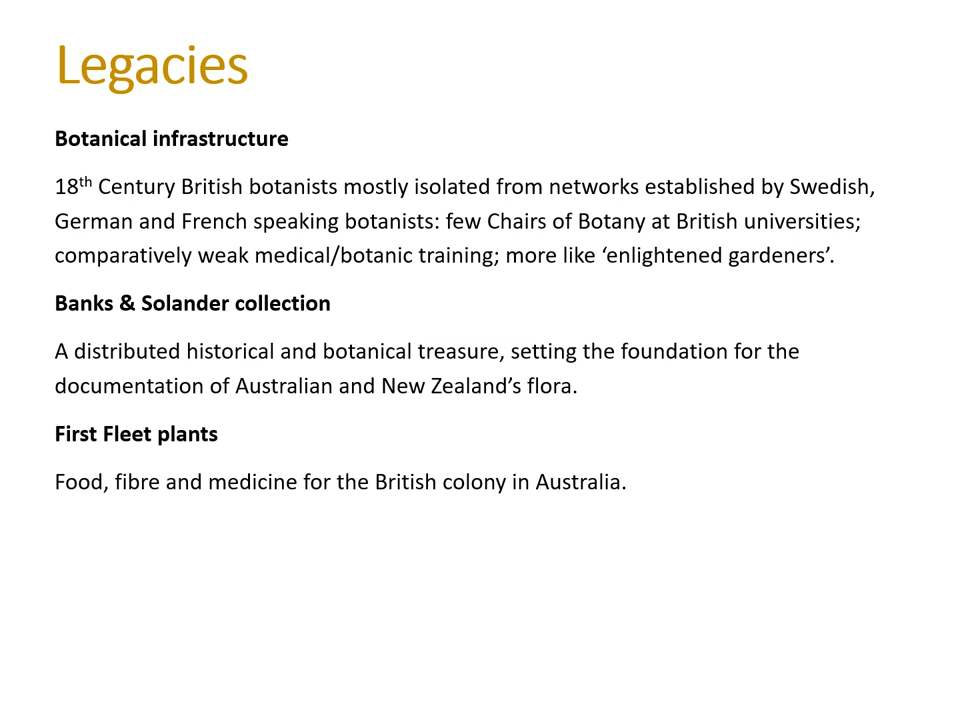 Legacies
Botanical infrastructure
18th Century British botanists mostly isolated from networks established by Swedish,
German and French speaking botanists: few Chairs of Botany at British universities;
comparatively weak medical/botanic training; more like ‘enlightened gardeners’.
Banks & Solander collection
A distributed historical and botanical treasure, setting the foundation for the
documentation of Australian and New Zealand’s flora.
First Fleet plants
Food, fibre and medicine for the British colony in Australia.